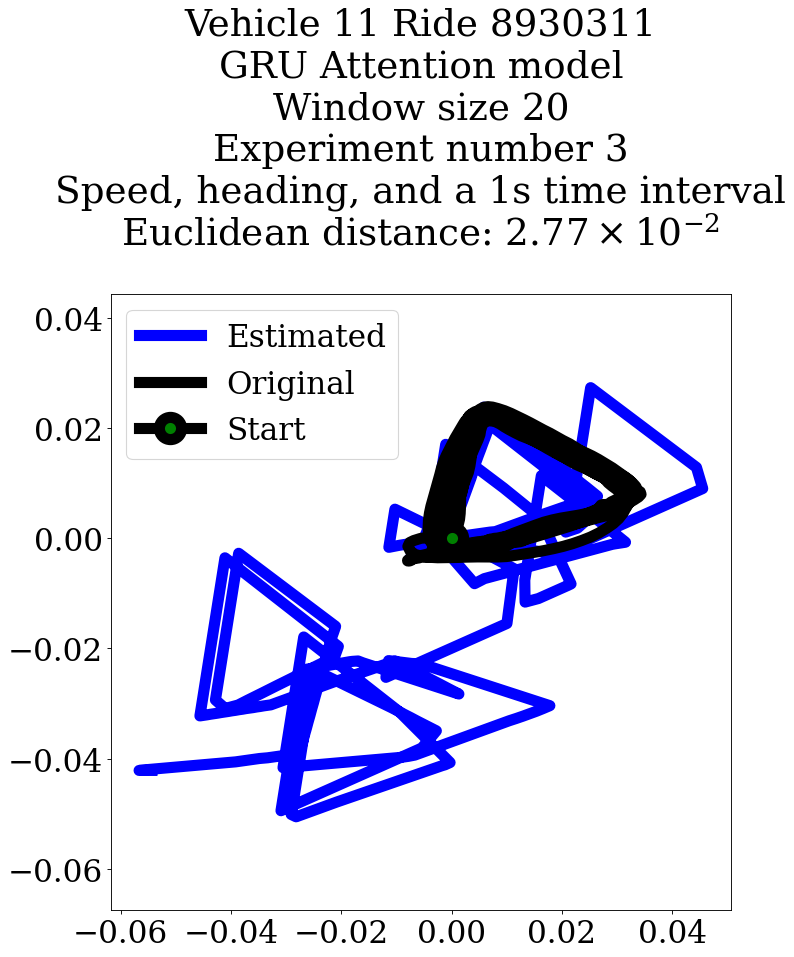 Vehicle 11 Ride 8930311
GRU Attention model
Window size 20
Experiment number 3
Speed, heading, and a 1s time interval
Euclidean distance: 2.77 × 10⁻²
Estimated
Original
Start
0.04
0.02
0.00
−0.02
−0.04
−0.06
−0.06 −0.04 −0.02 0.00 0.02 0.04